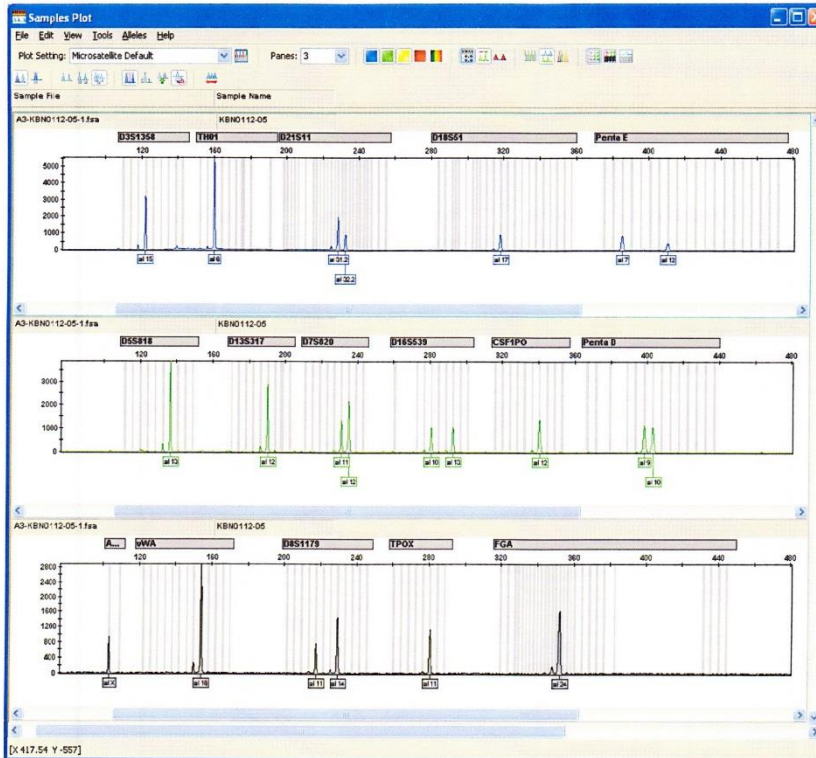 Samples Plot
File Edit View Tools Alleles Help
Plot Setting: Microsatellite Default Panes: 3
Sample File Sample Name
A3-KBN0112-05-1.fsa KBN0112-05
D3S1358 TH01 D21S11 D18S51 Penta E
120 160 200 240 280 320 360 400 440 480
5000
4000
3000
2000
1000
0
al 15 al 6 al 31.2 al 17 al 7 al 12
al 32.2
A3-KBN0112-05-1.fsa KBN0112-05
D5S818 D13S317 D7S820 D16S539 CSF1PO Penta D
120 160 200 240 280 320 360 400 440 480
3000
2000
1000
0
al 13 al 12 al 11 al 10 al 13 al 12 al 9
al 12 al 10
A3-KBN0112-05-1.fsa KBN0112-05
A... vWA D8S1179 TPOX FGA
120 160 200 240 280 320 360 400 440 480
2800
2400
2000
1600
1200
800
400
0
al X al 18 al 11 al 14 al 11 al 24
[X 417.54 Y -557]